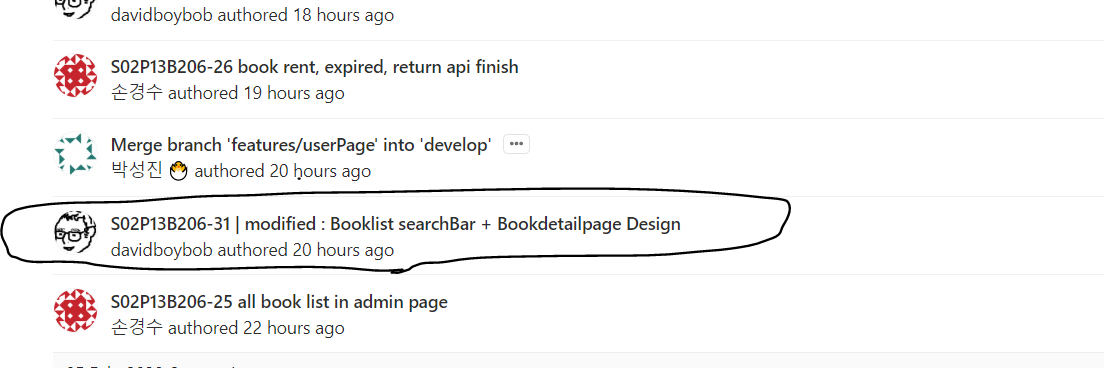 davidboybob authored 18 hours ago
S02P13B206-26 book rent, expired, return api finish
손경수 authored 19 hours ago
Merge branch 'features/userPage' into 'develop' •••
박성진 🐣 authored 20 hours ago
S02P13B206-31 | modified : Booklist searchBar + Bookdetailpage Design
davidboybob authored 20 hours ago
S02P13B206-25 all book list in admin page
손경수 authored 22 hours ago